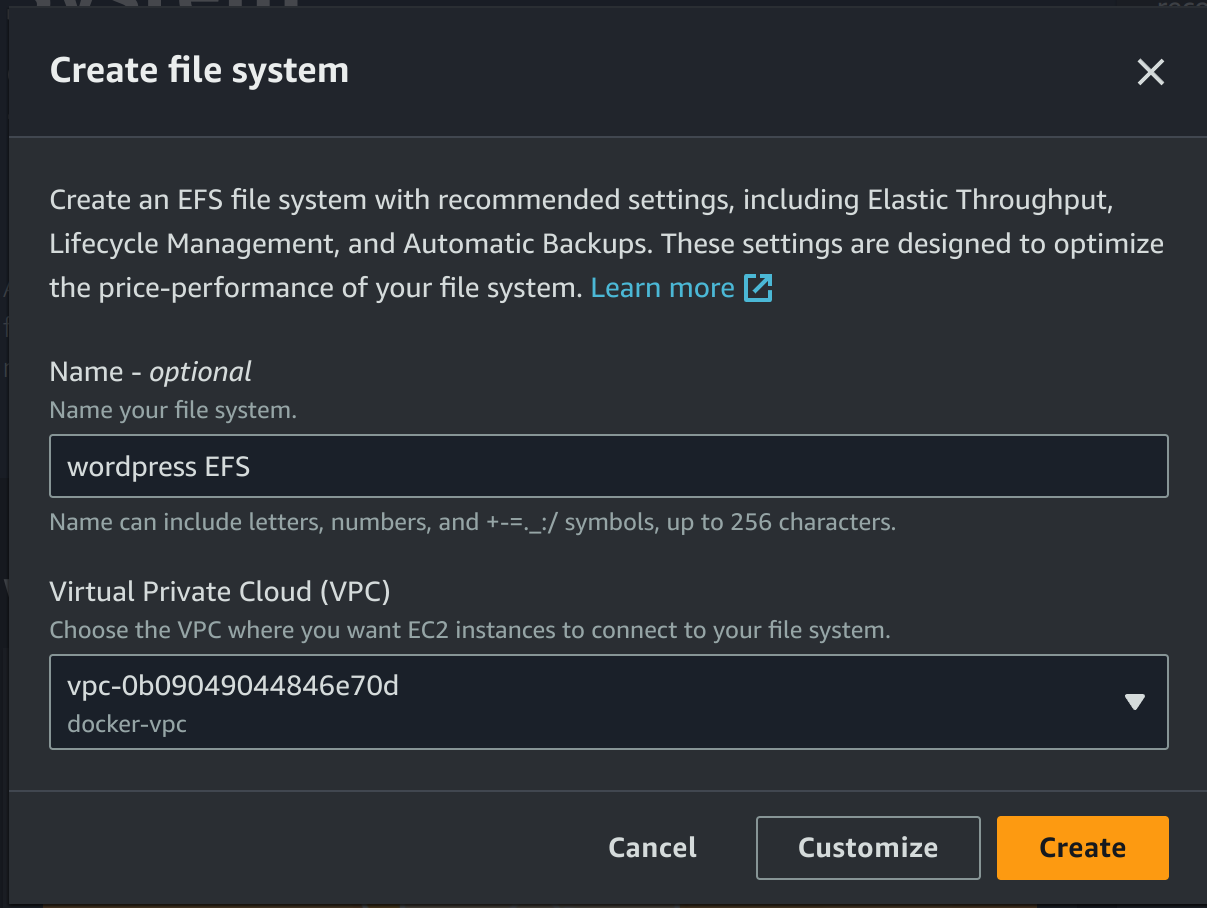 Create file system
Create an EFS file system with recommended settings, including Elastic Throughput,
Lifecycle Management, and Automatic Backups. These settings are designed to optimize
the price-performance of your file system. Learn more
Name - optional
Name your file system.
wordpress EFS
Name can include letters, numbers, and +-=._:/ symbols, up to 256 characters.
Virtual Private Cloud (VPC)
Choose the VPC where you want EC2 instances to connect to your file system.
vpc-0b09049044846e70d
docker-vpc
Cancel
Customize
Create